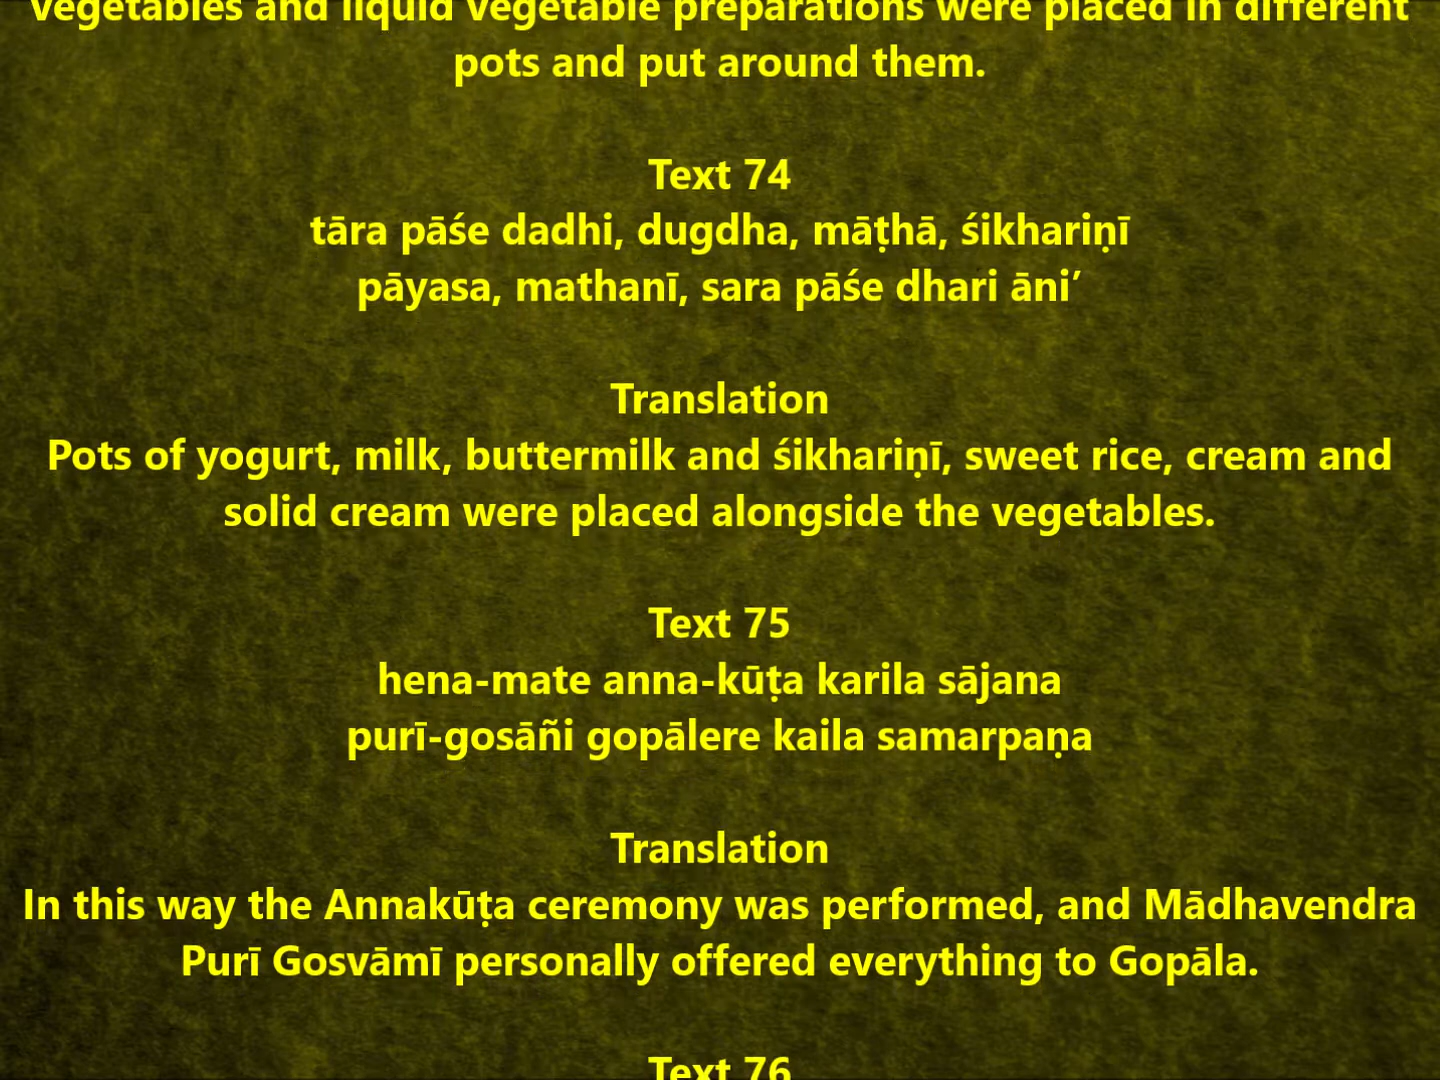 vegetables and liquid vegetable preparations were placed in different
pots and put around them.
Text 74
tāra pāśe dadhi, dugdha, māṭhā, śikhariṇī
pāyasa, mathanī, sara pāśe dhari āni’
Translation
Pots of yogurt, milk, buttermilk and śikhariṇī, sweet rice, cream and
solid cream were placed alongside the vegetables.
Text 75
hena-mate anna-kūṭa karila sājana
purī-gosāñi gopālere kaila samarpaṇa
Translation
In this way the Annakūṭa ceremony was performed, and Mādhavendra
Purī Gosvāmī personally offered everything to Gopāla.
Text 76